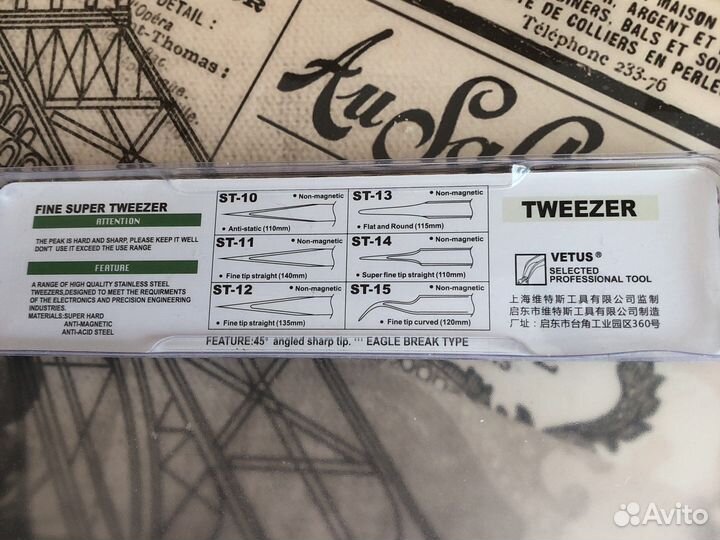 DETAIL :
l'Opéra
St-Thomas:
Au
MAISON
ARGENT ET
DINERS, BALS ET SO
TE DE COLLIERS EN PERLE
Téléphone 233-76
FINE SUPER TWEEZER
ATTENTION
THE PEAK IS HARD AND SHARP, PLEASE KEEP IT WELL
DON'T USE IT EXCEED THE USE RANGE
FEATURE
A RANGE OF HIGH QUALITY STAINLESS STEEL
TWEEZERS,DESIGNED TO MEET THE REQUIRMENTS
OF THE ELECTRONICS AND PRECISION ENGINEERING
INDUSTRIES.
MATERIALS:SUPER HARD
ANTI-MAGNETIC
ANTI-ACID STEEL
ST-10 • Non-magnetic
• Anti-static (110mm)
ST-13 • Non-magnetic
• Flat and Round (115mm)
ST-11 • Non-magnetic
• Fine tip straight (140mm)
ST-14 • Non-magnetic
• Super fine tip straight (110mm)
ST-12 • Non-magnetic
• Fine tip straight (135mm)
ST-15 • Non-magnetic
• Fine tip curved (120mm)
FEATURE:45° angled sharp tip. EAGLE BREAK TYPE
TWEEZER
VETUS®
SELECTED
PROFESSIONAL TOOL
上海维特斯工具有限公司监制
启东市维特斯工具有限公司制造
厂址：启东市台角工业园区360号
Avito